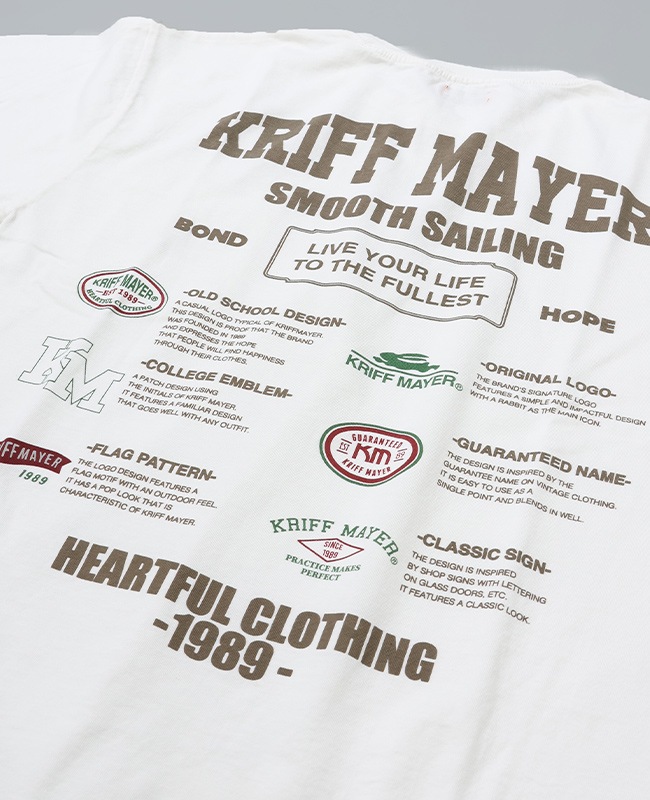 KRIFF MAYER
SMOOTH SAILING
BOND
LIVE YOUR LIFE
TO THE FULLEST
HOPE
KRIFF MAYER®
EST 1989
HEARTFUL CLOTHING
-OLD SCHOOL DESIGN-
A CASUAL LOGO TYPICAL OF KRIFFMAYER.
THIS DESIGN IS PROOF THAT THE BRAND
WAS FOUNDED IN 1989
AND EXPRESSES THE HOPE
THAT PEOPLE WILL FIND HAPPINESS
THROUGH THEIR CLOTHES.
KRIFF MAYER®
-ORIGINAL LOGO-
THE BRAND'S SIGNATURE LOGO
FEATURES A SIMPLE AND IMPACTFUL DESIGN
WITH A RABBIT AS THE MAIN ICON.
KM
-COLLEGE EMBLEM-
A PATCH DESIGN USING
THE INITIALS OF KRIFF MAYER.
IT FEATURES A FAMILIAR DESIGN
THAT GOES WELL WITH ANY OUTFIT.
GUARANTEED
EST Km 89
KRIFF MAYER
-GUARANTEED NAME-
THE DESIGN IS INSPIRED BY THE
GUARANTEE NAME ON VINTAGE CLOTHING.
IT IS EASY TO USE AS A
SINGLE POINT AND BLENDS IN WELL.
IFFMAYER
1989
-FLAG PATTERN-
THE LOGO DESIGN FEATURES A
FLAG MOTIF WITH AN OUTDOOR FEEL.
IT HAS A POP LOOK THAT IS
CHARACTERISTIC OF KRIFF MAYER.
KRIFF MAYER®
SINCE
1989
PRACTICE MAKES
PERFECT
-CLASSIC SIGN-
THE DESIGN IS INSPIRED
BY SHOP SIGNS WITH LETTERING
ON GLASS DOORS, ETC.
IT FEATURES A CLASSIC LOOK.
HEARTFUL CLOTHING
-1989-